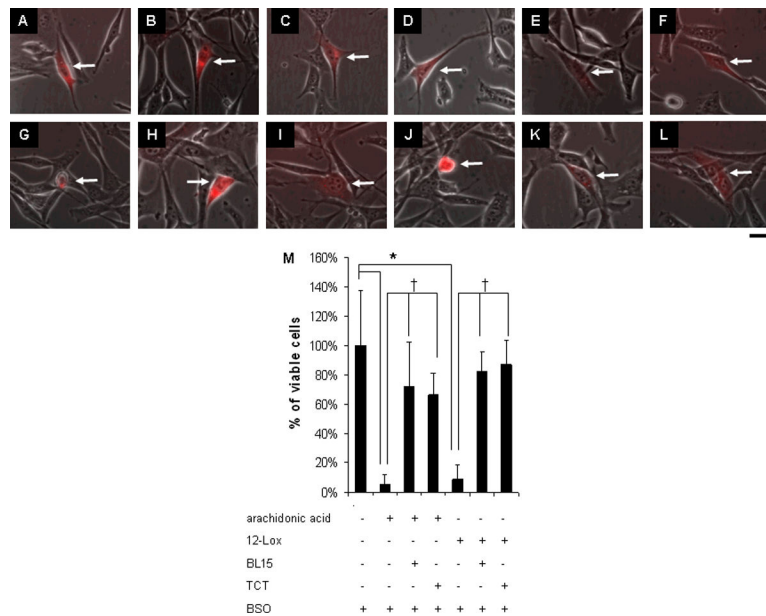 A B C D E F
G H I J K L
M 160%
*
140% † †
120%
100%
80%
60%
40%
20%
0%
% of viable cells
arachidonic acid - + + + - - -
12-Lox - - - - + + +
BL15 - - + - - + -
TCT - - - + - - +
BSO + + + + + + +